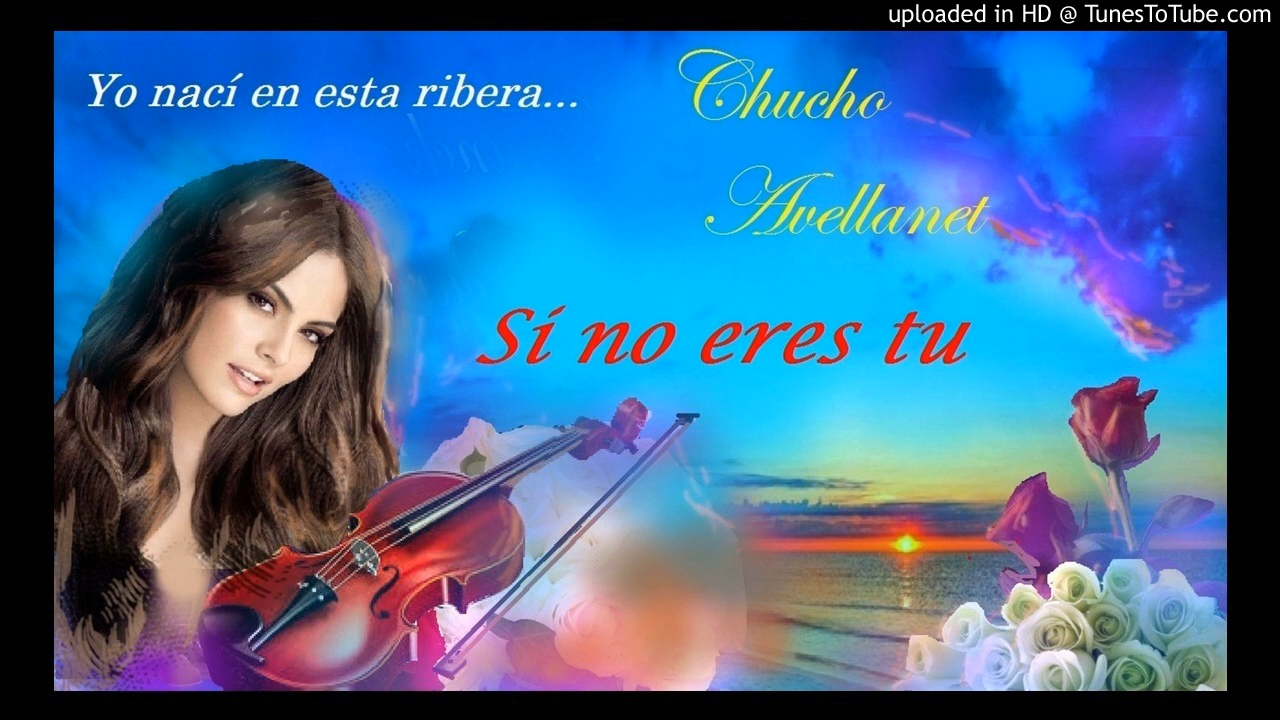 uploaded in HD @ TunesToTube.com
Yo nací en esta ribera...
Chucho
Avellanet
Sí no eres tu